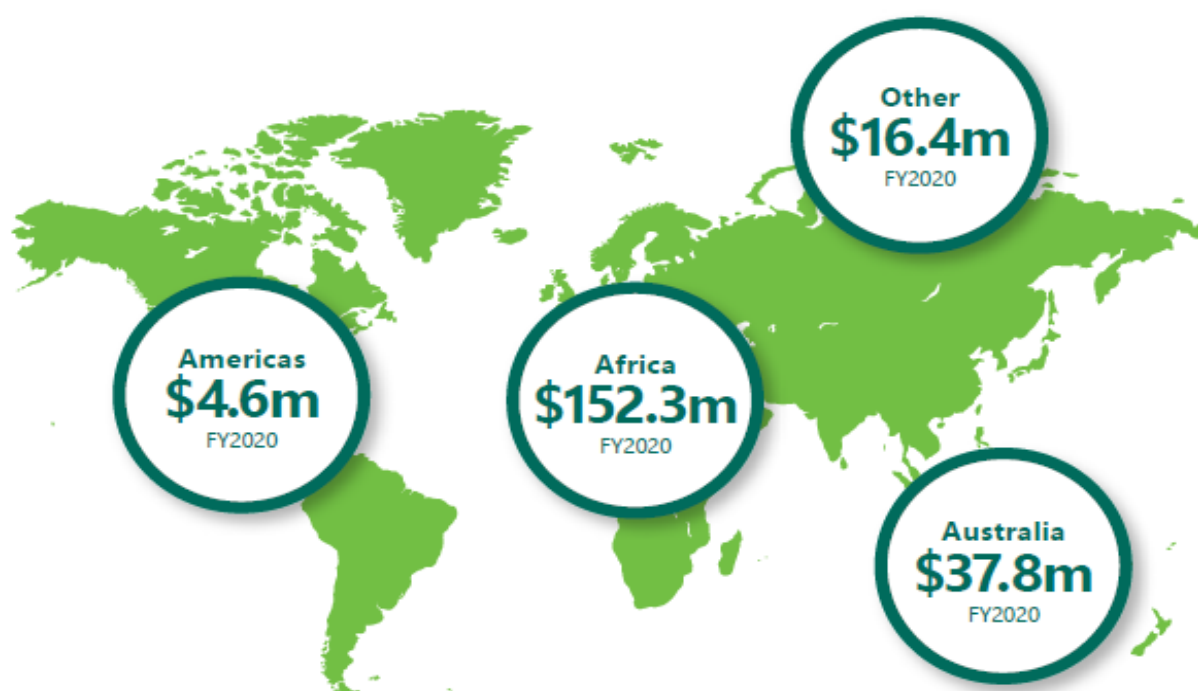 Other
$16.4m
FY2020
Americas
$4.6m
FY2020
Africa
$152.3m
FY2020
Australia
$37.8m
FY2020